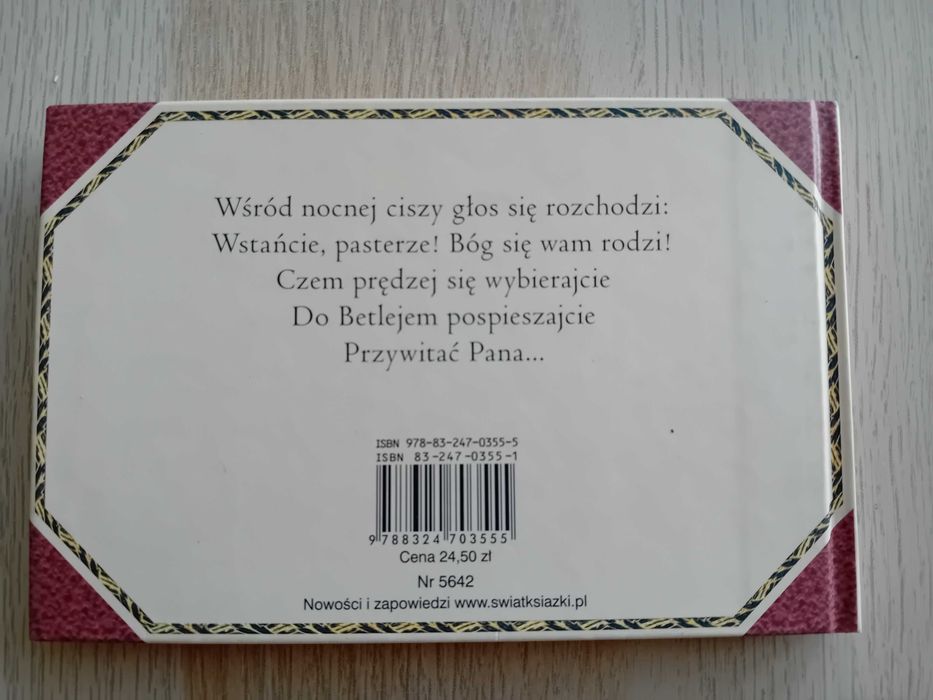 Wśród nocnej ciszy głos się rozchodzi:
Wstańcie, pasterze! Bóg się wam rodzi!
Czem prędzej się wybierajcie
Do Betlejem pospieszajcie
Przywitać Pana...
ISBN 978-83-247-0355-5
ISBN 83-247-0355-1
9 788324 703555
Cena 24,50 zł
Nr 5642
Nowości i zapowiedzi www.swiatksiazki.pl